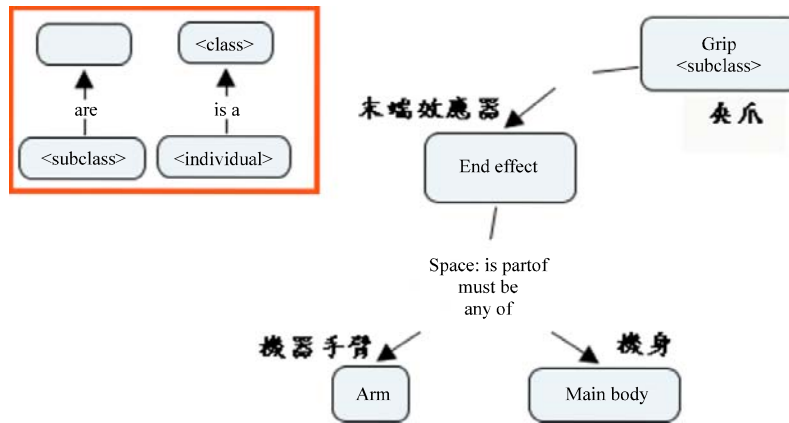 <class>
are
is a
<subclass>
<individual>
Grip
<subclass>
夾爪
末端效應器
End effect
Space: is partof
must be
any of
機器手臂
機身
Arm
Main body